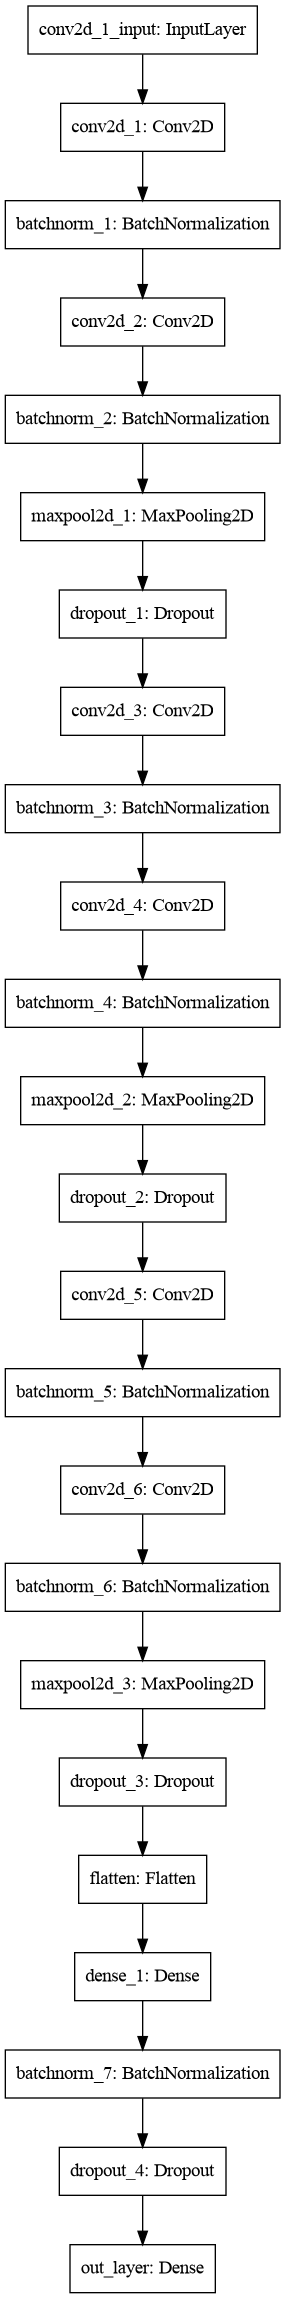 conv2d_1_input: InputLayer
conv2d_1: Conv2D
batchnorm_1: BatchNormalization
conv2d_2: Conv2D
batchnorm_2: BatchNormalization
maxpool2d_1: MaxPooling2D
dropout_1: Dropout
conv2d_3: Conv2D
batchnorm_3: BatchNormalization
conv2d_4: Conv2D
batchnorm_4: BatchNormalization
maxpool2d_2: MaxPooling2D
dropout_2: Dropout
conv2d_5: Conv2D
batchnorm_5: BatchNormalization
conv2d_6: Conv2D
batchnorm_6: BatchNormalization
maxpool2d_3: MaxPooling2D
dropout_3: Dropout
flatten: Flatten
dense_1: Dense
batchnorm_7: BatchNormalization
dropout_4: Dropout
out_layer: Dense